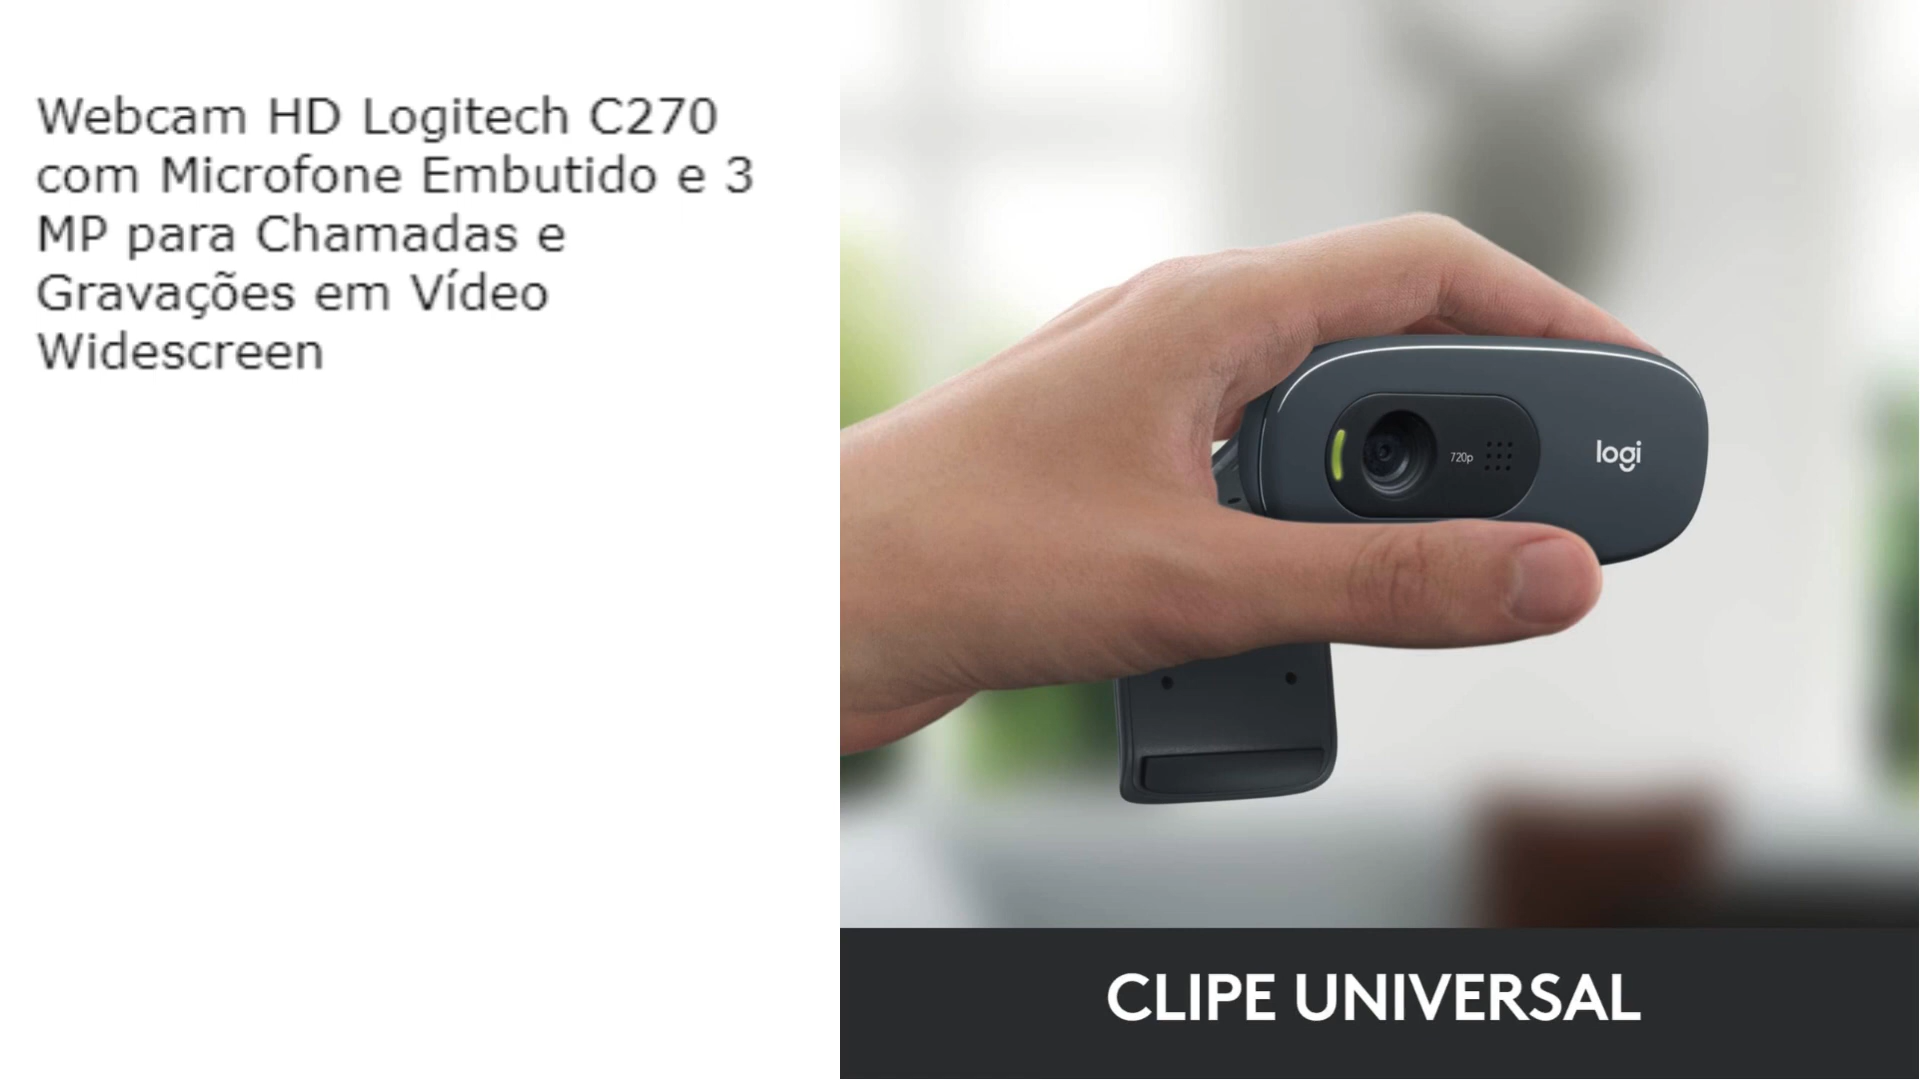 Webcam HD Logitech C270
com Microfone Embutido e 3
MP para Chamadas e
Gravações em Vídeo
Widescreen
720p
logi
CLIPE UNIVERSAL